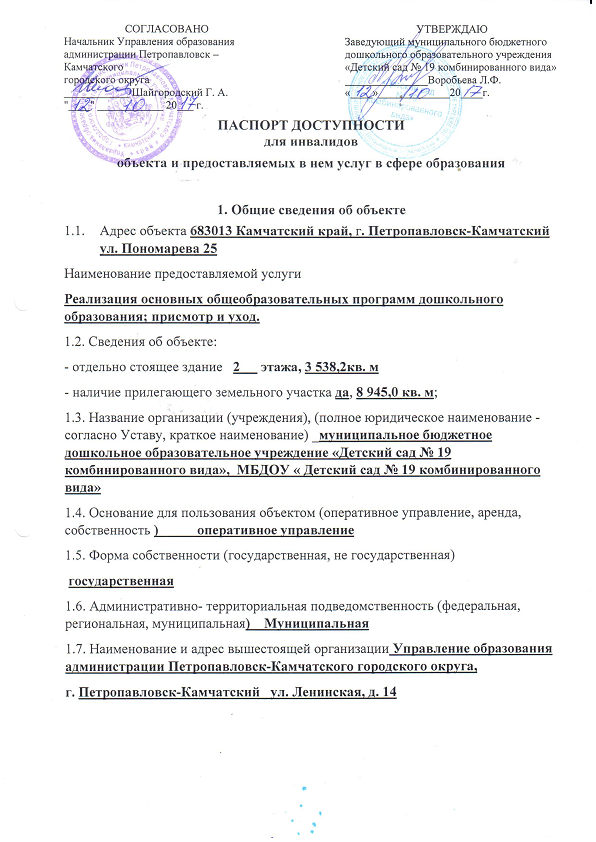 СОГЛАСОВАНО
Начальник Управления образования
администрации Петропавловск –
Камчатского
городского округа
Шайгородский Г. А.
"12" 10 2017г.
УТВЕРЖДАЮ
Заведующий муниципального бюджетного
дошкольного образовательного учреждения
«Детский сад № 19 комбинированного вида»
Воробьева Л.Ф.
«12» 10 2017г.
ПАСПОРТ ДОСТУПНОСТИ
для инвалидов
объекта и предоставляемых в нем услуг в сфере образования
1. Общие сведения об объекте
1.1. Адрес объекта 683013 Камчатский край, г. Петропавловск-Камчатский
ул. Пономарева 25
Наименование предоставляемой услуги
Реализация основных общеобразовательных программ дошкольного
образования; присмотр и уход.
1.2. Сведения об объекте:
- отдельно стоящее здание 2 этажа, 3 538,2кв. м
- наличие прилегающего земельного участка да, 8 945,0 кв. м;
1.3. Название организации (учреждения), (полное юридическое наименование -
согласно Уставу, краткое наименование) муниципальное бюджетное
дошкольное образовательное учреждение «Детский сад № 19
комбинированного вида», МБДОУ « Детский сад № 19 комбинированного
вида»
1.4. Основание для пользования объектом (оперативное управление, аренда,
собственность ) оперативное управление
1.5. Форма собственности (государственная, не государственная)
государственная
1.6. Административно- территориальная подведомственность (федеральная,
региональная, муниципальная) Муниципальная
1.7. Наименование и адрес вышестоящей организации Управление образования
администрации Петропавловск-Камчатского городского округа,
г. Петропавловск-Камчатский ул. Ленинская, д. 14